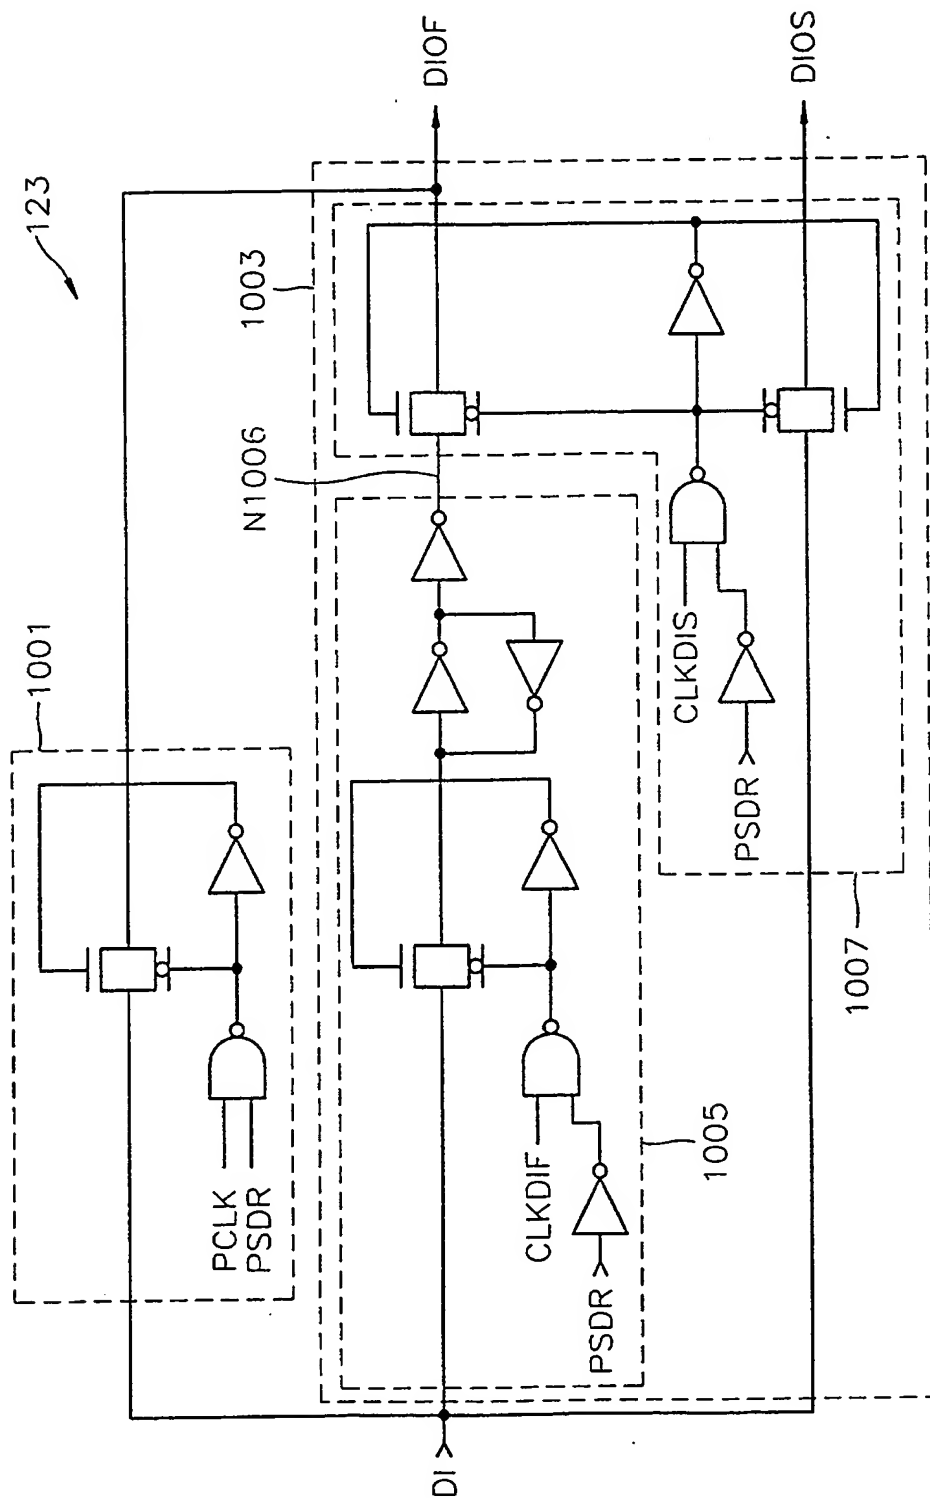 123
1001
PCLK
PSDR
DI
N1006
1003
DIOF
CLKDIF
PSDR
1005
CLKDIS
PSDR
1007
DIOS